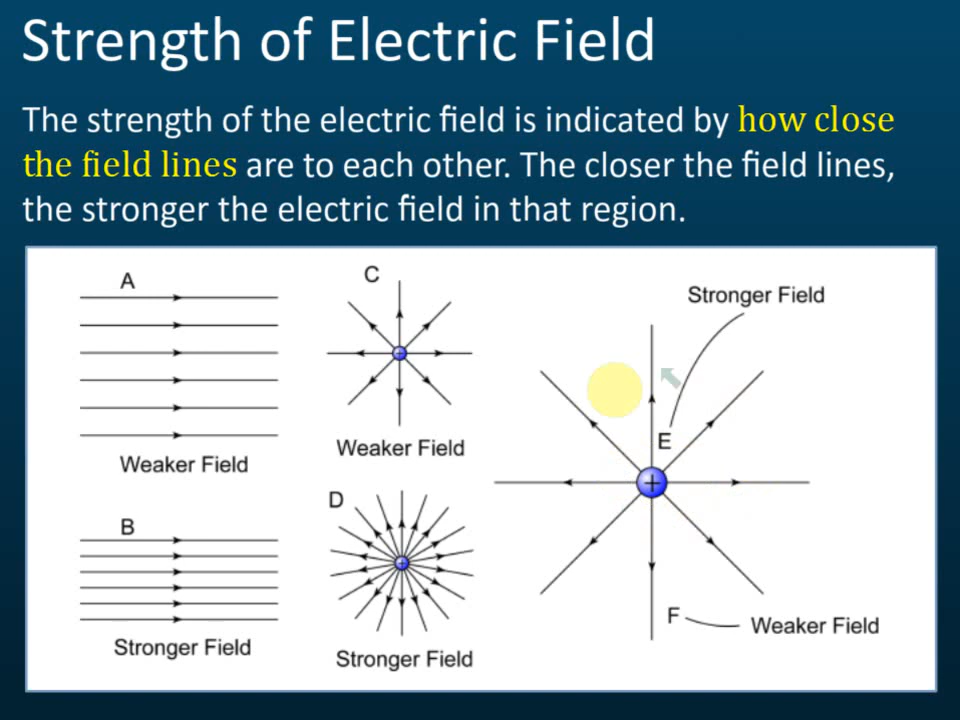 Strength of Electric Field
The strength of the electric field is indicated by how close
the field lines are to each other. The closer the field lines,
the stronger the electric field in that region.
A
Weaker Field
B
Stronger Field
C
Weaker Field
D
Stronger Field
Stronger Field
E
+
F
Weaker Field